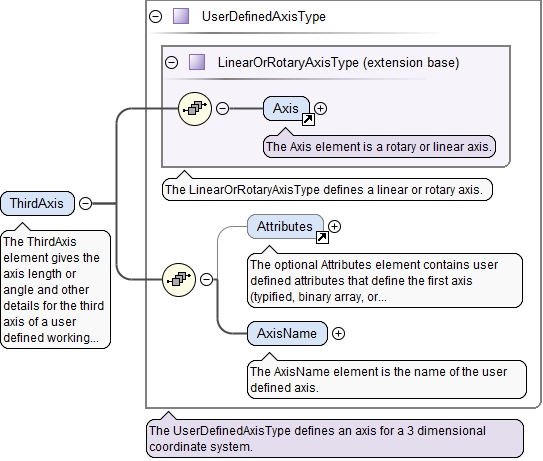 UserDefinedAxisType
LinearOrRotaryAxisType (extension base)
Axis
The Axis element is a rotary or linear axis.
The LinearOrRotaryAxisType defines a linear or rotary axis.
ThirdAxis
The ThirdAxis
element gives the
axis length or
angle and other
details for the third
axis of a user
defined working...
Attributes
The optional Attributes element contains user
defined attributes that define the first axis
(typified, binary array, or...
AxisName
The AxisName element is the name of the user
defined axis.
The UserDefinedAxisType defines an axis for a 3 dimensional
coordinate system.